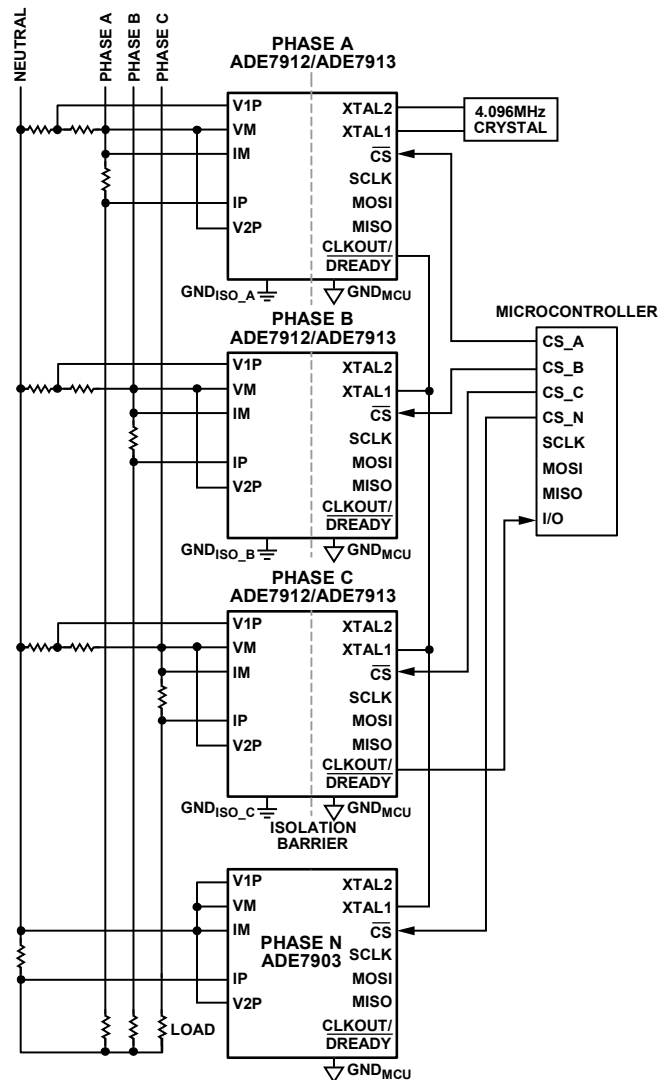 NEUTRAL
PHASE A
PHASE B
PHASE C
PHASE A
ADE7912/ADE7913
V1P
VM
IM
IP
V2P
XTAL2
XTAL1
CS
SCLK
MOSI
MISO
CLKOUT/
DREADY
4.096MHz
CRYSTAL
GNDISO_A
GNDMCU
PHASE B
ADE7912/ADE7913
V1P
VM
IM
IP
V2P
XTAL2
XTAL1
CS
SCLK
MOSI
MISO
CLKOUT/
DREADY
GNDISO_B
GNDMCU
MICROCONTROLLER
CS_A
CS_B
CS_C
CS_N
SCLK
MOSI
MISO
I/O
PHASE C
ADE7912/ADE7913
V1P
VM
IM
IP
V2P
XTAL2
XTAL1
CS
SCLK
MOSI
MISO
CLKOUT/
DREADY
GNDISO_C
GNDMCU
ISOLATION
BARRIER
V1P
VM
IM
IP
V2P
PHASE N
ADE7903
XTAL2
XTAL1
CS
SCLK
MOSI
MISO
CLKOUT/
DREADY
LOAD
GNDMCU